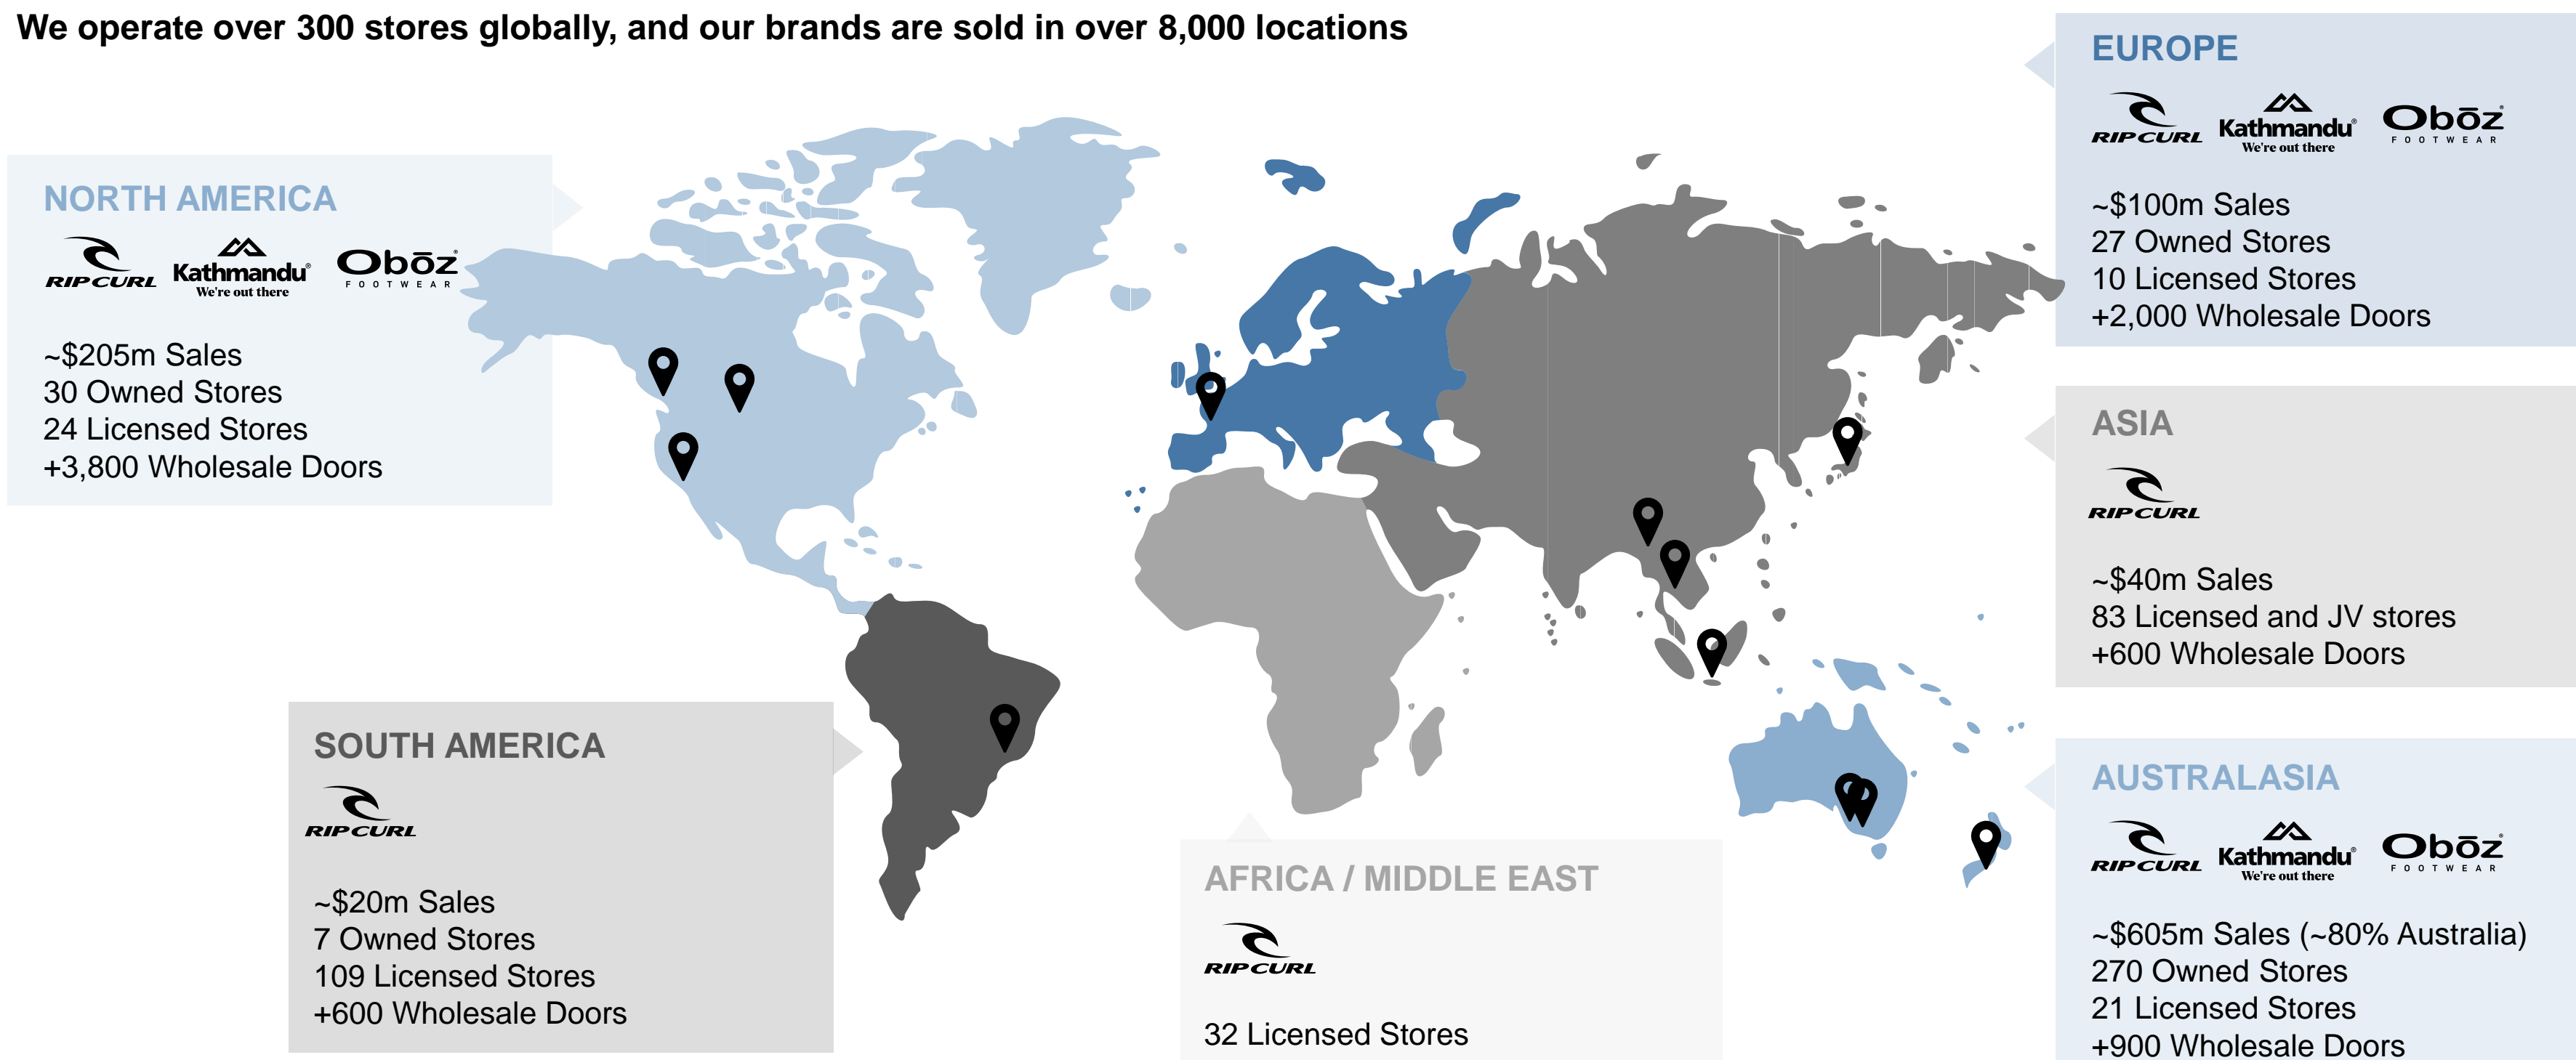 We operate over 300 stores globally, and our brands are sold in over 8,000 locations
NORTH AMERICA
RIP CURL
Kathmandu®
We're out there
Obōz®
FOOTWEAR
~$205m Sales
30 Owned Stores
24 Licensed Stores
+3,800 Wholesale Doors
SOUTH AMERICA
RIP CURL
~$20m Sales
7 Owned Stores
109 Licensed Stores
+600 Wholesale Doors
AFRICA / MIDDLE EAST
RIP CURL
32 Licensed Stores
EUROPE
RIP CURL
Kathmandu®
We're out there
Obōz®
FOOTWEAR
~$100m Sales
27 Owned Stores
10 Licensed Stores
+2,000 Wholesale Doors
ASIA
RIP CURL
~$40m Sales
83 Licensed and JV stores
+600 Wholesale Doors
AUSTRALASIA
RIP CURL
Kathmandu®
We're out there
Obōz®
FOOTWEAR
~$605m Sales (~80% Australia)
270 Owned Stores
21 Licensed Stores
+900 Wholesale Doors